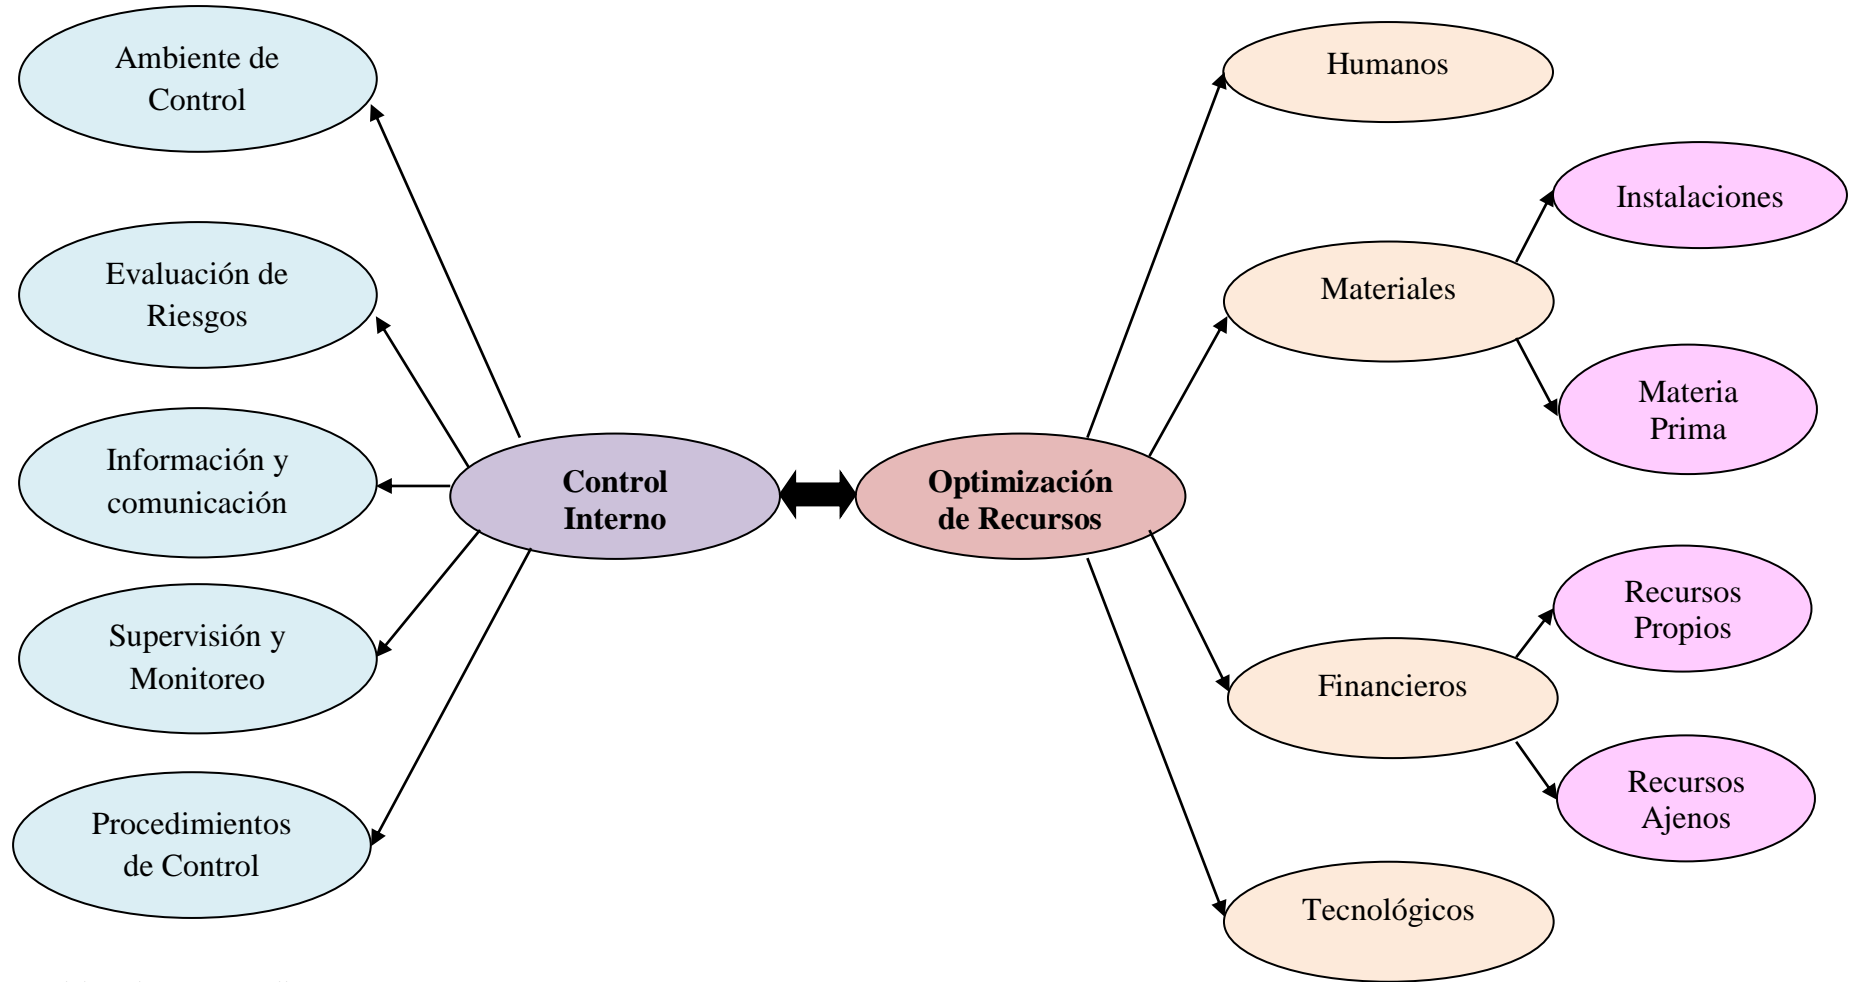 Ambiente de
Control
Evaluación de
Riesgos
Información y
comunicación
Supervisión y
Monitoreo
Procedimientos
de Control
Control
Interno
Optimización
de Recursos
Humanos
Materiales
Instalaciones
Materia
Prima
Financieros
Recursos
Propios
Recursos
Ajenos
Tecnológicos